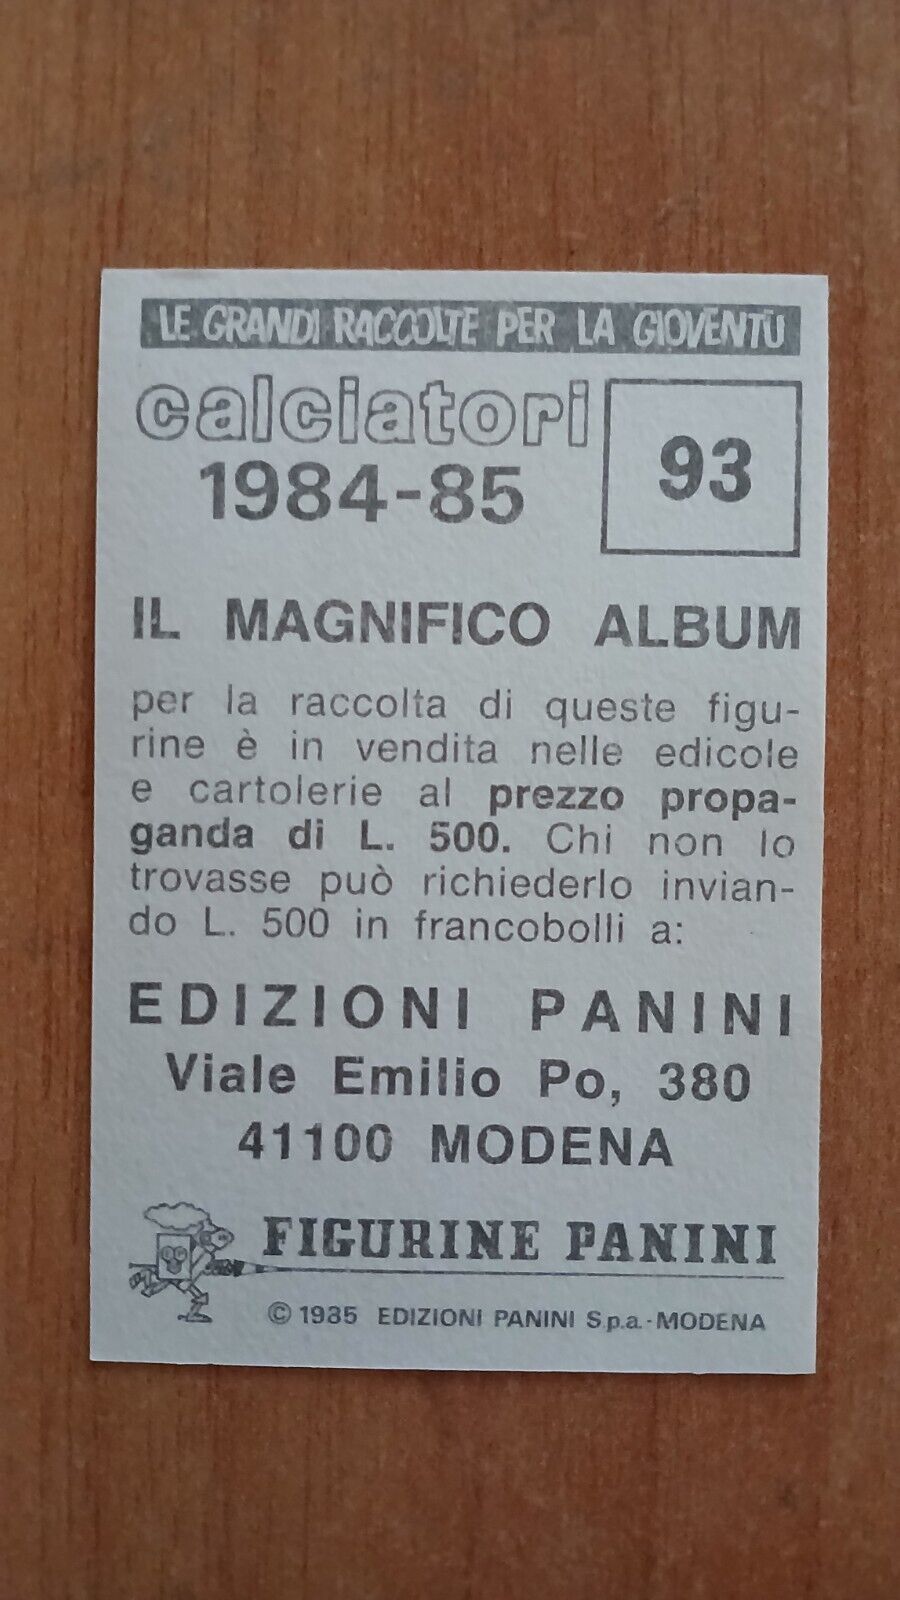 LE GRANDI RACCOLTE PER LA GIOVENTÙ
calciatori
1984-85
93
IL MAGNIFICO ALBUM
per la raccolta di queste figu-
rine è in vendita nelle edicole
e cartolerie al prezzo propa-
ganda di L. 500. Chi non lo
trovasse può richiederlo invian-
do L. 500 in francobolli a:
EDIZIONI PANINI
Viale Emilio Po, 380
41100 MODENA
FIGURINE PANINI
© 1985 EDIZIONI PANINI S.p.a.-MODENA